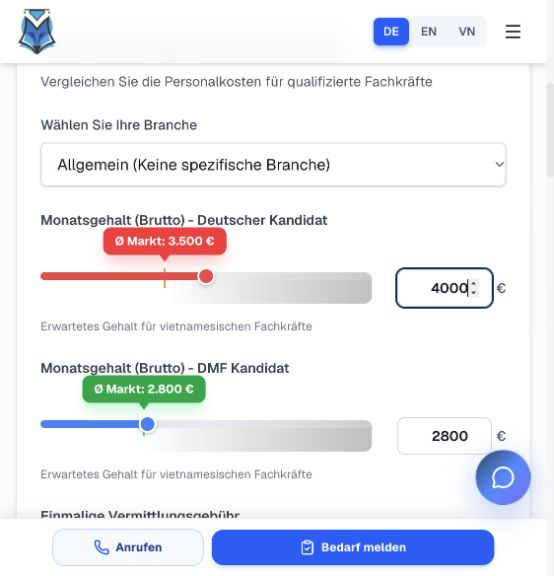 DE EN VN
Vergleichen Sie die Personalkosten für qualifizierte Fachkräfte
Wählen Sie Ihre Branche
Allgemein (Keine spezifische Branche)
Monatsgehalt (Brutto) - Deutscher Kandidat
Ø Markt: 3.500 €
4000 €
Erwartetes Gehalt für vietnamesischen Fachkräfte
Monatsgehalt (Brutto) - DMF Kandidat
Ø Markt: 2.800 €
2800 €
Erwartetes Gehalt für vietnamesischen Fachkräfte
Einmalige Vermittlungsgebühr
Anrufen
Bedarf melden